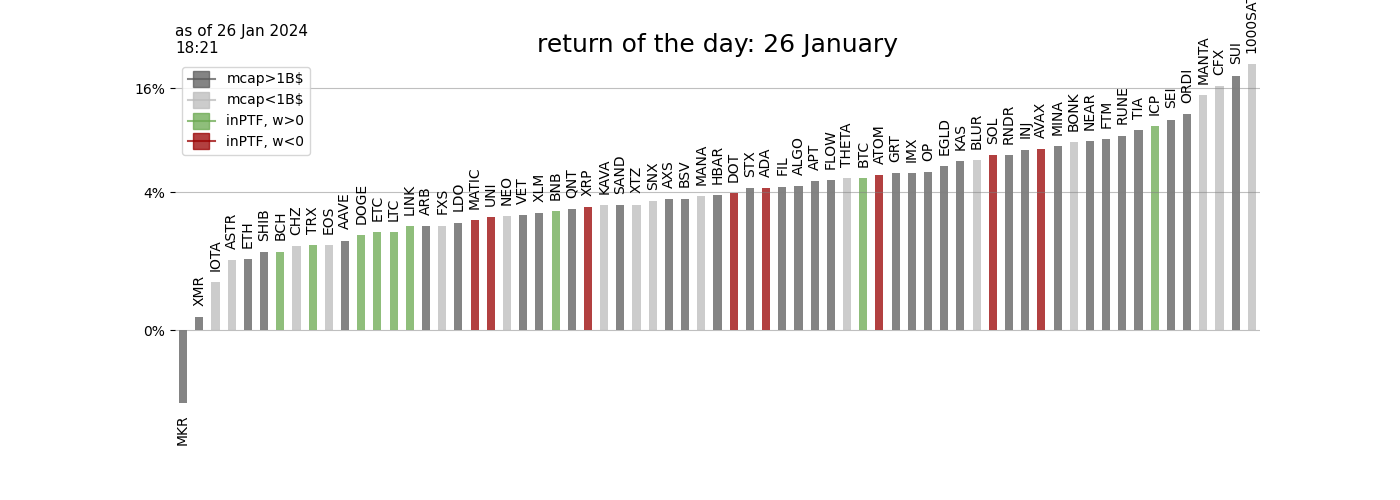 as of 26 Jan 2024
18:21
return of the day: 26 January
mcap>1B$
mcap<1B$
inPTF, w>0
inPTF, w<0
16%
4%
0%
MKR
XMR
IOTA
ASTR
ETH
SHIB
BCH
CHZ
TRX
EOS
AAVE
DOGE
ETC
LTC
LINK
ARB
FXS
LDO
MATIC
UNI
NEO
VET
XLM
BNB
QNT
XRP
KAVA
SAND
XTZ
SNX
AXS
BSV
MANA
HBAR
DOT
STX
ADA
FIL
ALGO
APT
FLOW
THETA
BTC
ATOM
GRT
IMX
OP
EGLD
KAS
BLUR
SOL
RNDR
INJ
AVAX
MINA
BONK
NEAR
FTM
RUNE
TIA
ICP
SEI
ORDI
MANTA
CFX
SUI
1000SAT